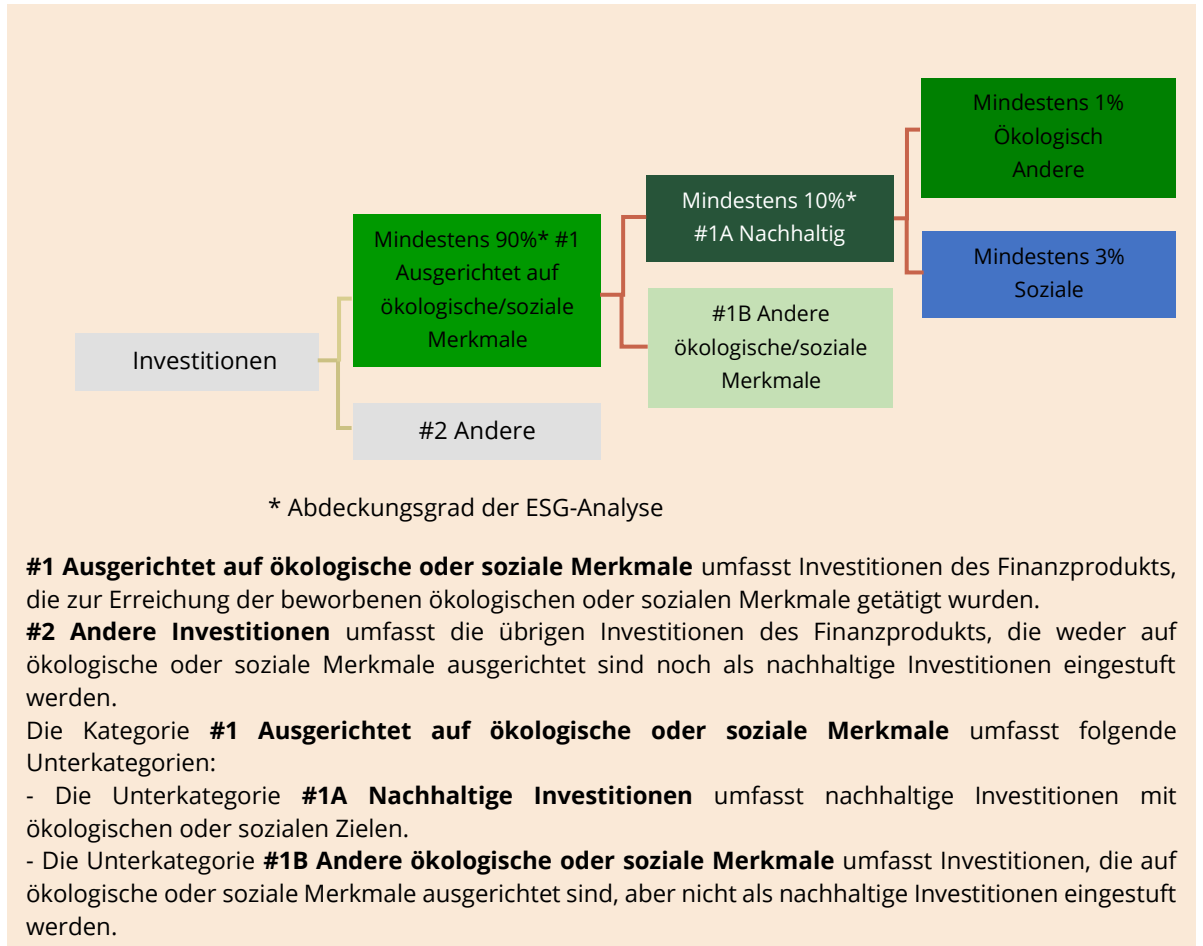 Mindestens 1%
Ökologisch
Andere
Mindestens 10%*
#1A Nachhaltig
Mindestens 90%* #1
Ausgerichtet auf
ökologische/soziale
Merkmale
Mindestens 3%
Soziale
#1B Andere
ökologische/soziale
Merkmale
Investitionen
#2 Andere
* Abdeckungsgrad der ESG-Analyse
#1 Ausgerichtet auf ökologische oder soziale Merkmale umfasst Investitionen des Finanzprodukts,
die zur Erreichung der beworbenen ökologischen oder sozialen Merkmale getätigt wurden.
#2 Andere Investitionen umfasst die übrigen Investitionen des Finanzprodukts, die weder auf
ökologische oder soziale Merkmale ausgerichtet sind noch als nachhaltige Investitionen eingestuft
werden.
Die Kategorie #1 Ausgerichtet auf ökologische oder soziale Merkmale umfasst folgende
Unterkategorien:
- Die Unterkategorie #1A Nachhaltige Investitionen umfasst nachhaltige Investitionen mit
ökologischen oder sozialen Zielen.
- Die Unterkategorie #1B Andere ökologische oder soziale Merkmale umfasst Investitionen, die auf
ökologische oder soziale Merkmale ausgerichtet sind, aber nicht als nachhaltige Investitionen eingestuft
werden.